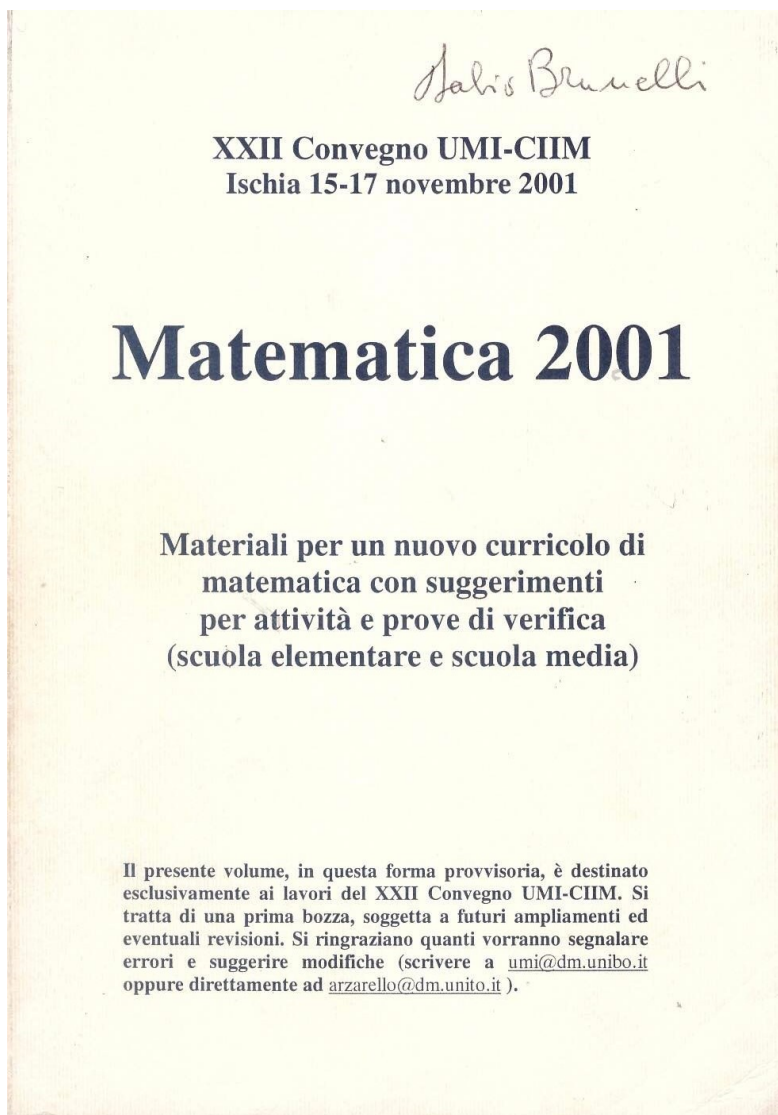 Fabio Brunelli
XXII Convegno UMI-CIIM
Ischia 15-17 novembre 2001
Matematica 2001
Materiali per un nuovo curricolo di
matematica con suggerimenti
per attività e prove di verifica
(scuola elementare e scuola media)
Il presente volume, in questa forma provvisoria, è destinato
esclusivamente ai lavori del XXII Convegno UMI-CIIM. Si
tratta di una prima bozza, soggetta a futuri ampliamenti ed
eventuali revisioni. Si ringraziano quanti vorranno segnalare
errori e suggerire modifiche (scrivere a umi@dm.unibo.it
oppure direttamente ad arzarello@dm.unito.it ).